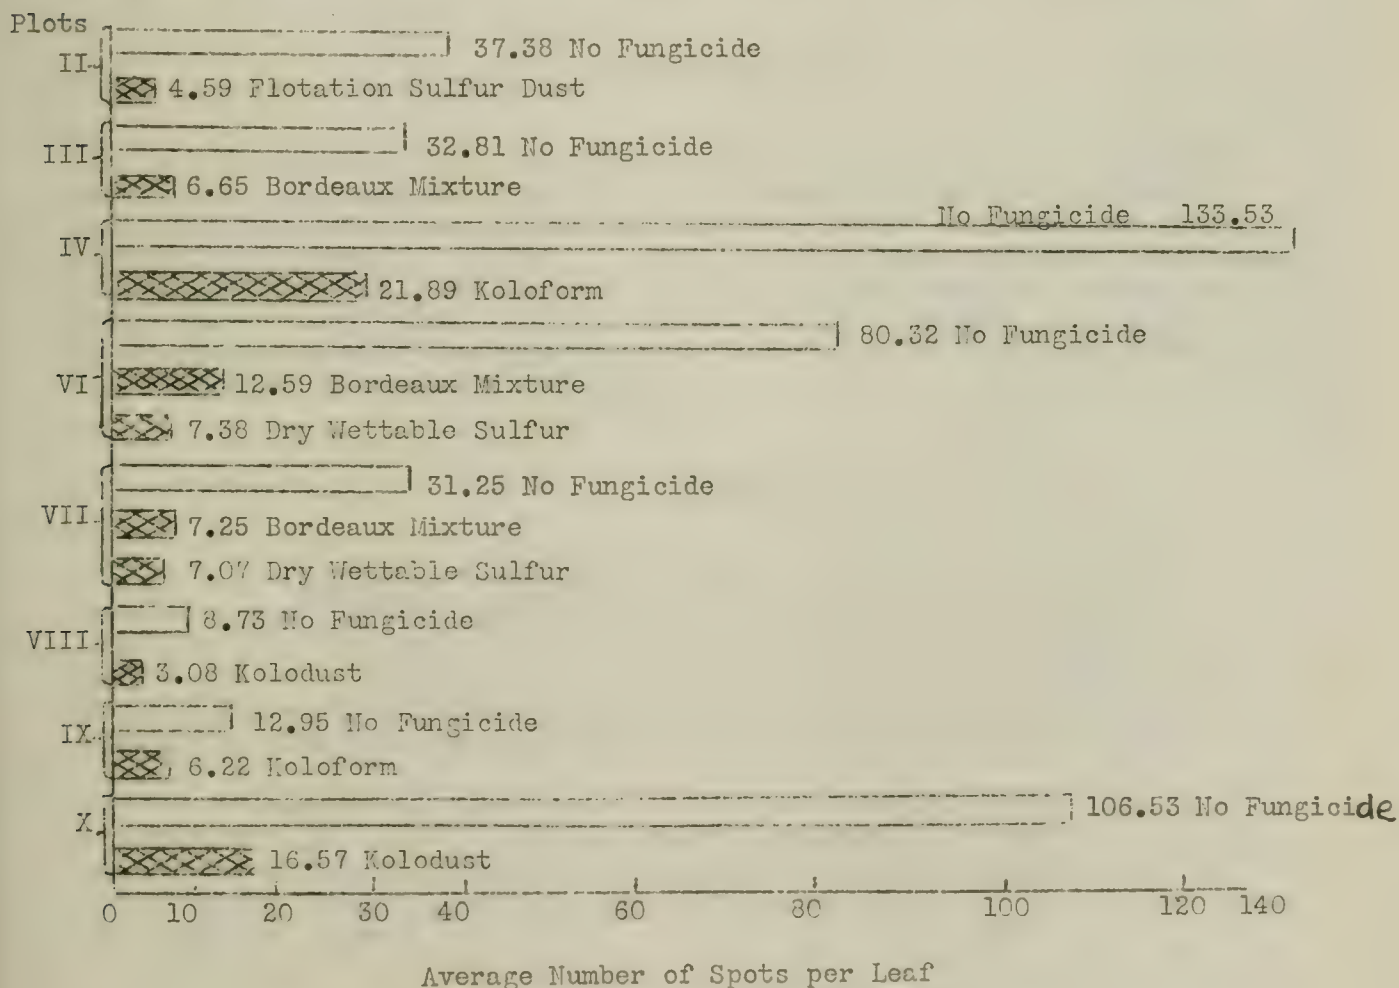 Plots
37.38 No Fungicide
II
4.59 Flotation Sulfur Dust
32.81 No Fungicide
III
6.65 Bordeaux Mixture
No Fungicide 133.53
IV
21.89 Koloform
80.32 No Fungicide
VI
12.59 Bordeaux Mixture
7.38 Dry Wettable Sulfur
31.25 No Fungicide
VII
7.25 Bordeaux Mixture
7.07 Dry Wettable Sulfur
8.73 No Fungicide
VIII
3.08 Kolodust
12.95 No Fungicide
IX
6.22 Koloform
106.53 No Fungicide
X
16.57 Kolodust
0 10 20 30 40 60 80 100 120 140
Average Number of Spots per Leaf